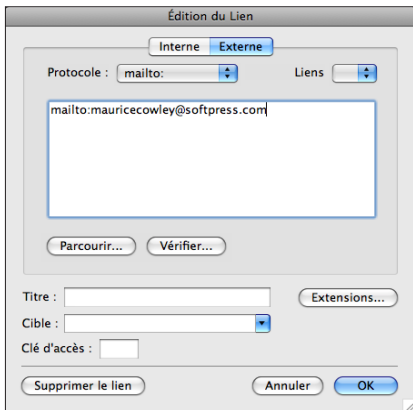 Édition du Lien
Interne Externe
Protocole : mailto: Liens
mailto:mauricecowley@softpress.com
Parcourir... Vérifier...
Titre : Extensions...
Cible :
Clé d'accès :
Supprimer le lien Annuler OK